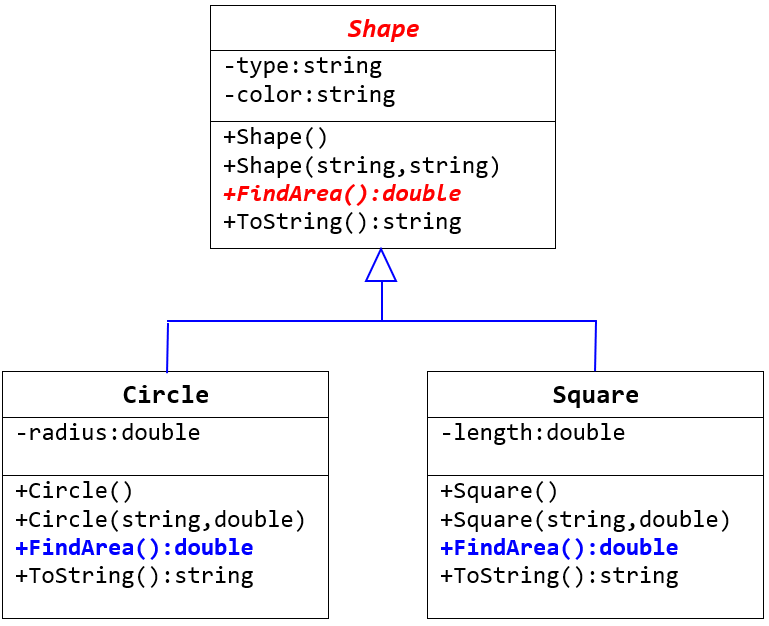 Shape
-type:string
-color:string
+Shape()
+Shape(string,string)
+FindArea():double
+ToString():string
Circle
-radius:double
+Circle()
+Circle(string,double)
+FindArea():double
+ToString():string
Square
-length:double
+Square()
+Square(string,double)
+FindArea():double
+ToString():string